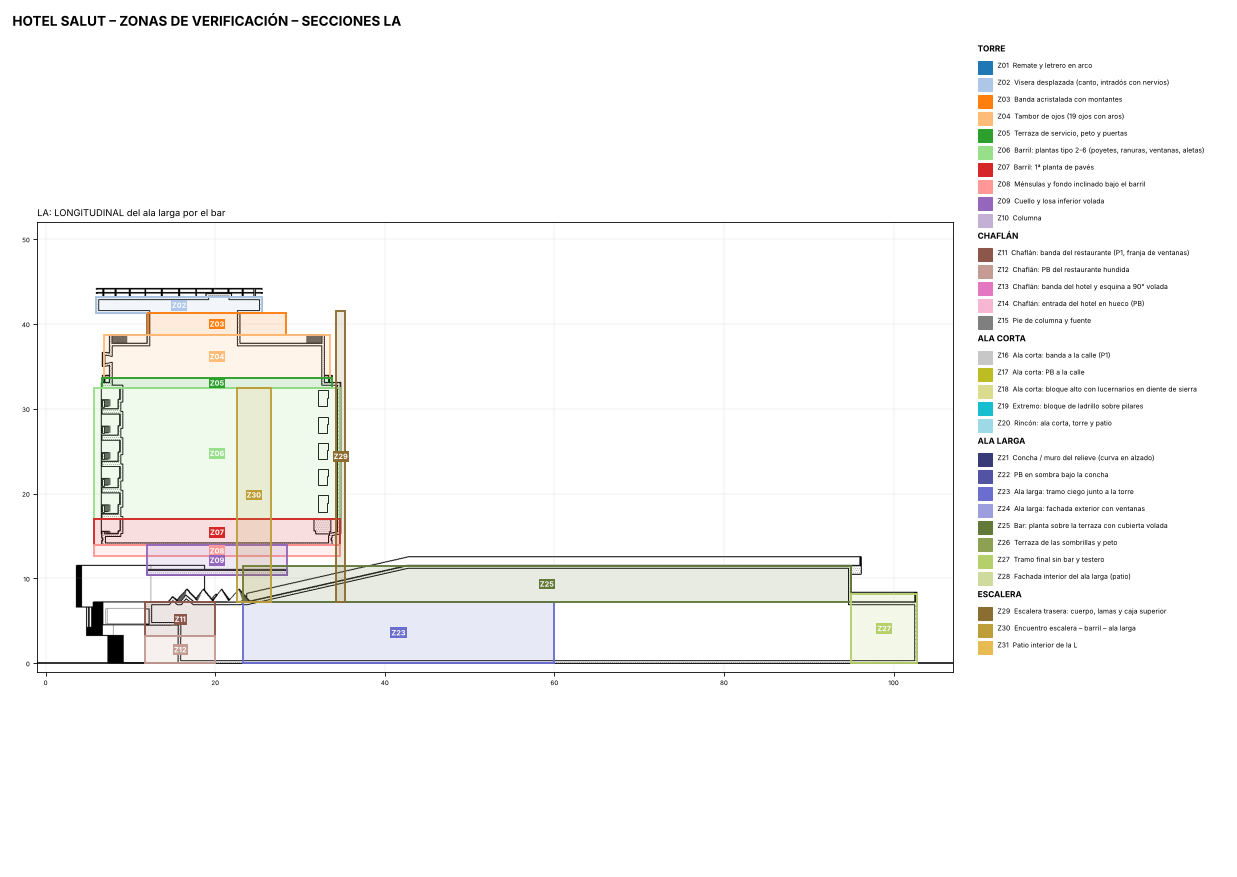 HOTEL SALUT – ZONAS DE VERIFICACIÓN – SECCIONES LA
LA: LONGITUDINAL del ala larga por el bar
50
40
30
20
10
0
0
20
40
60
80
100
Z02
Z03
Z04
Z05
Z06
Z29
Z30
Z07
Z08
Z09
Z25
Z11
Z23
Z27
Z12
TORRE
Z01 Remate y letrero en arco
Z02 Visera desplazada (canto, intradós con nervios)
Z03 Banda acristalada con montantes
Z04 Tambor de ojos (19 ojos con aros)
Z05 Terraza de servicio, peto y puertas
Z06 Barril: plantas tipo 2-6 (poyetes, ranuras, ventanas, aletas)
Z07 Barril: 1ª planta de pavés
Z08 Ménsulas y fondo inclinado bajo el barril
Z09 Cuello y losa inferior volada
Z10 Columna
CHAFLÁN
Z11 Chaflán: banda del restaurante (P1, franja de ventanas)
Z12 Chaflán: PB del restaurante hundida
Z13 Chaflán: banda del hotel y esquina a 90° volada
Z14 Chaflán: entrada del hotel en hueco (PB)
Z15 Pie de columna y fuente
ALA CORTA
Z16 Ala corta: banda a la calle (P1)
Z17 Ala corta: PB a la calle
Z18 Ala corta: bloque alto con lucernarios en diente de sierra
Z19 Extremo: bloque de ladrillo sobre pilares
Z20 Rincón: ala corta, torre y patio
ALA LARGA
Z21 Concha / muro del relieve (curva en alzado)
Z22 PB en sombra bajo la concha
Z23 Ala larga: tramo ciego junto a la torre
Z24 Ala larga: fachada exterior con ventanas
Z25 Bar: planta sobre la terraza con cubierta volada
Z26 Terraza de las sombrillas y peto
Z27 Tramo final sin bar y testero
Z28 Fachada interior del ala larga (patio)
ESCALERA
Z29 Escalera trasera: cuerpo, lamas y caja superior
Z30 Encuentro escalera – barril – ala larga
Z31 Patio interior de la L